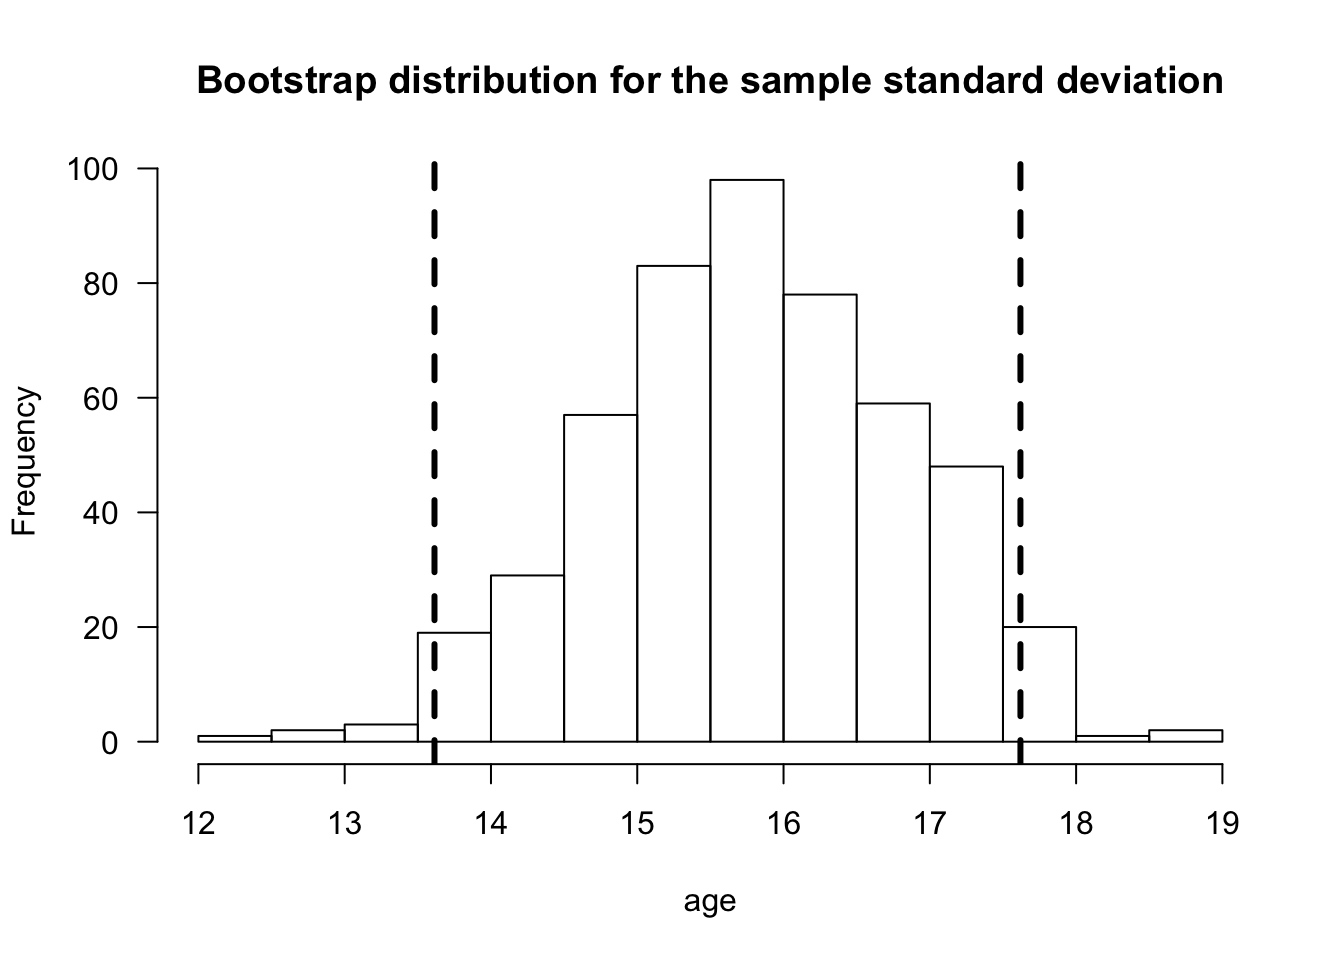 Bootstrap distribution for the sample standard deviation
100
80
60
40
20
0
Frequency
12 13 14 15 16 17 18 19
age